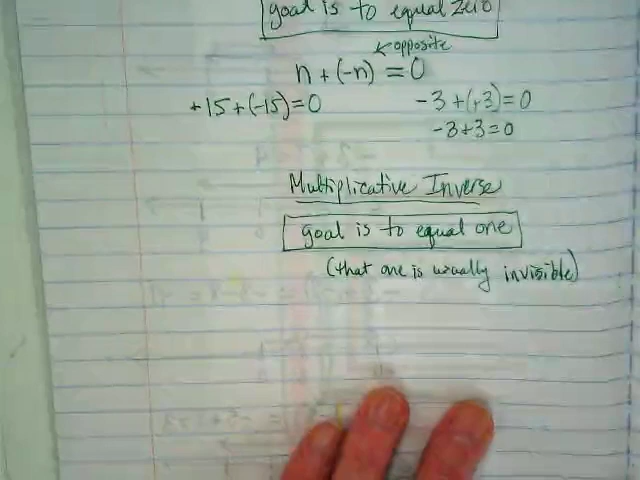 goal is to equal zero
opposite
n + (-n) = 0
+15 + (-15) = 0
-3 + (+3) = 0
-3 + 3 = 0
Multiplicative Inverse
goal is to equal one
(that one is usually invisible)